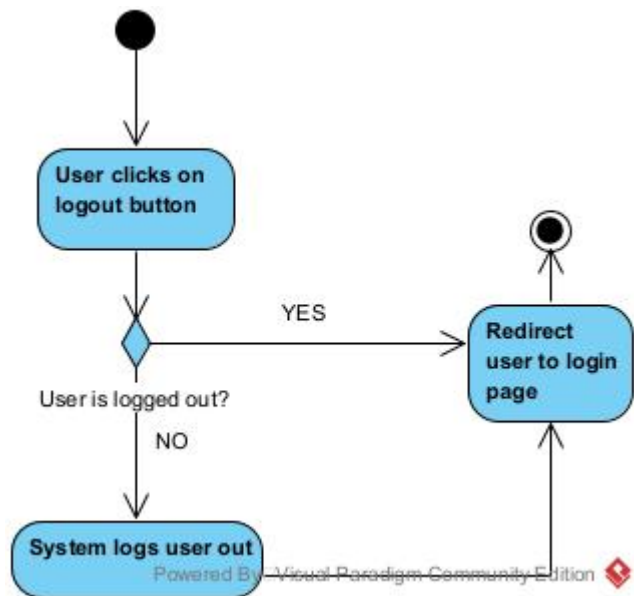 User clicks on
logout button
YES
Redirect
user to login
page
User is logged out?
NO
System logs user out
Powered By: Visual Paradigm Community Edition